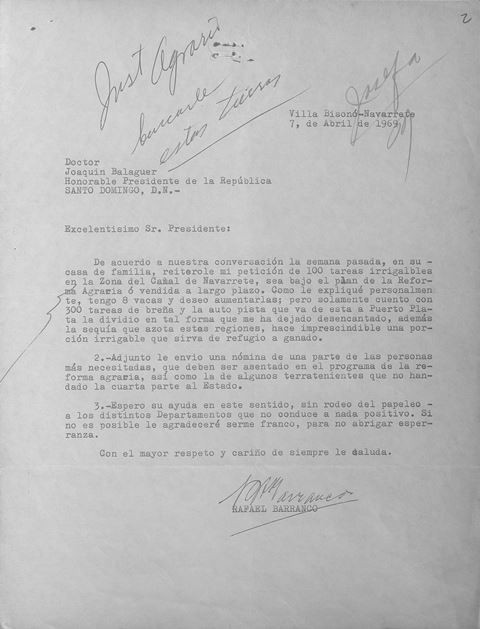 2
Inst Agrario
buscarle
estas tierras
Josefa
Villa Bisonó-Navarrete
7, de Abril de 1969
Doctor
Joaquin Balaguer
Honorable Presidente de la República
SANTO DOMINGO, D.N.-
Excelentisimo Sr. Presidente:
De acuerdo a nuestra conversación la semana pasada, en su -
casa de familia, reiterole mi petición de 100 tareas irrigables
en la Zona del Cañal de Navarrete, sea bajo el plan de la Refor-
ma Agraria ó vendida a largo plazo. Como le expliqué personalmen-
te, tengo 8 vacas y deseo aumentarlas; pero solamente cuento con
300 tareas de breña y la auto pista que va de esta a Puerto Pla-
ta la dividio en tal forma que me ha dejado desencantado, además
la sequía que azota estas regiones, hace imprescindible una por-
ción irrigable que sirva de refugio a ganado.
2.-Adjunto le envio una nómina de una parte de las personas
más necesitadas, que deben ser asentado en el programa de la re-
forma agraria, así como la de algunos terratenientes que no han-
dado la cuarta parte al Estado.
3.-Espero su ayuda en este sentido, sin rodeo del papeleo -
a los distintos Departamentos que no conduce a nada positivo. Si
no es posible le agradeceré serme franco, para no abrigar espe-
ranza.
Con el mayor respeto y cariño de siempre le saluda.
Barranco
RAFAEL BARRANCO